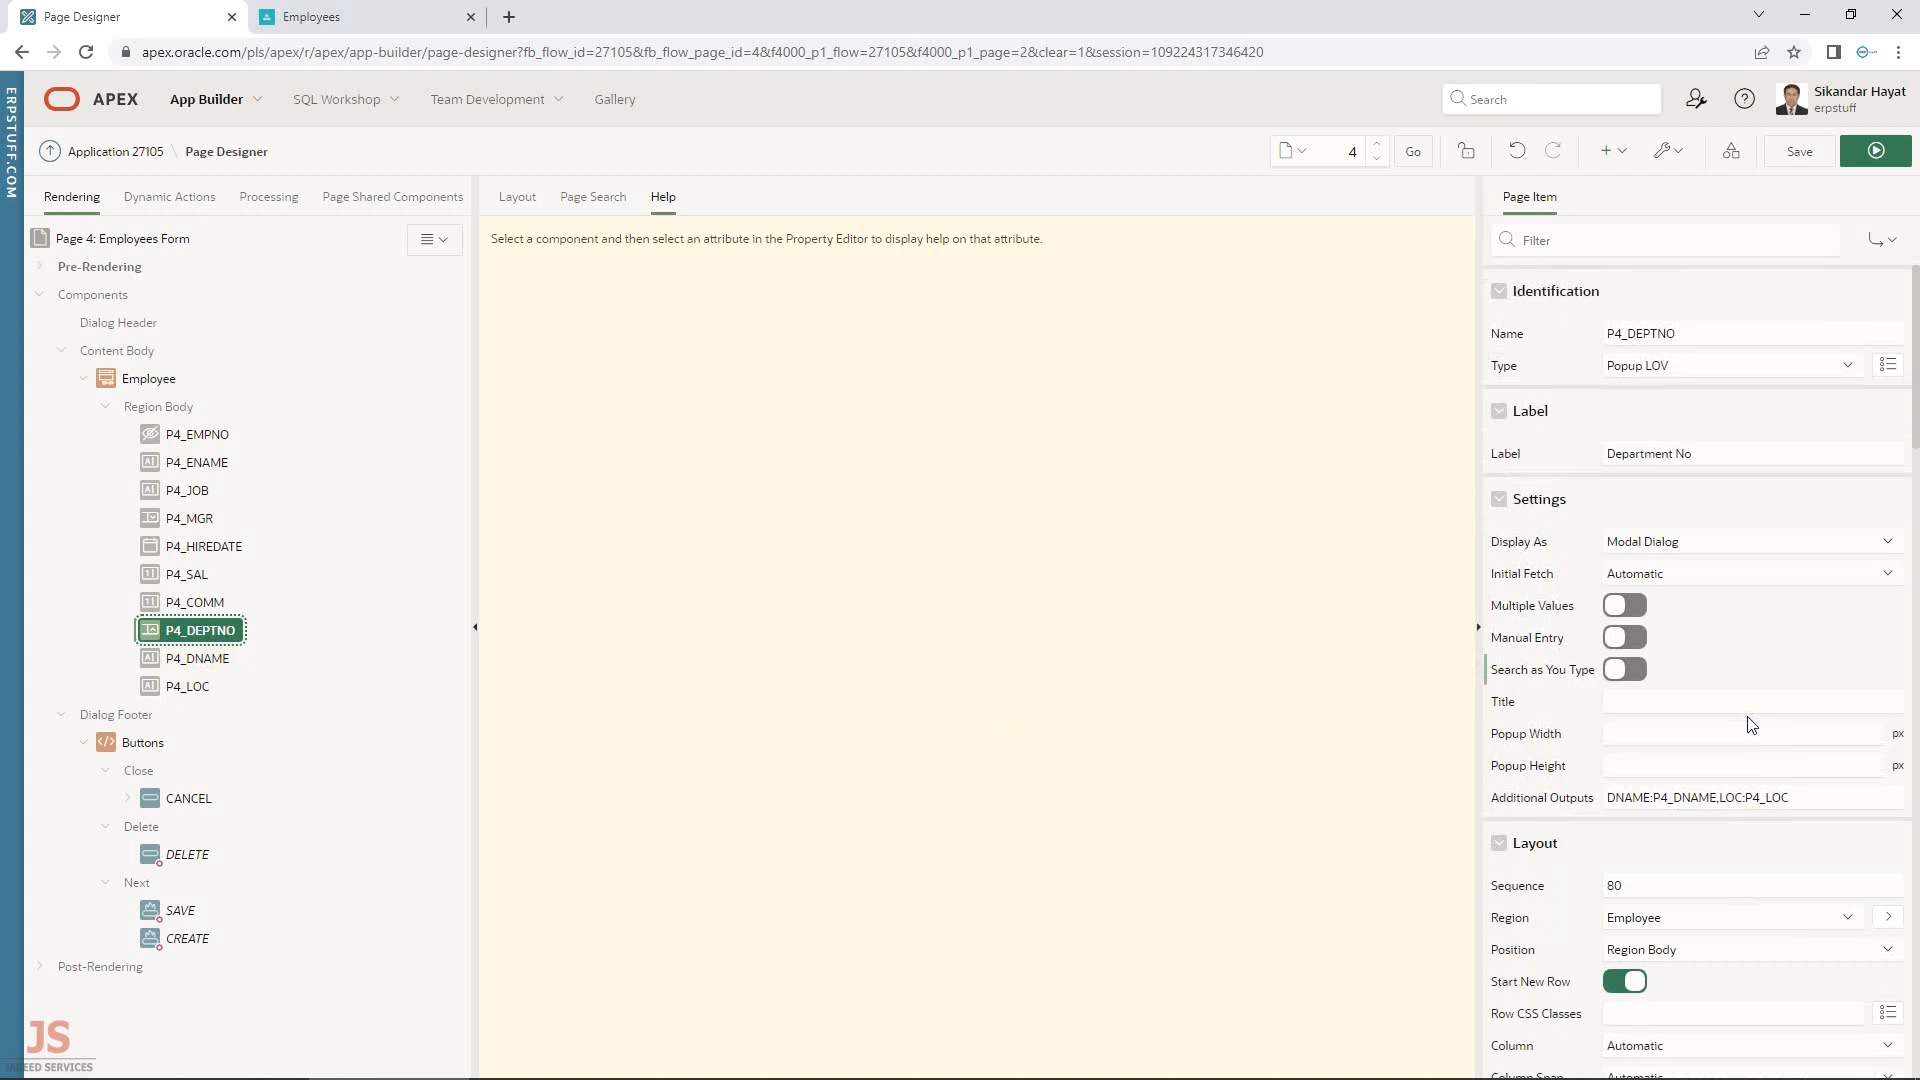 Page Designer
Employees
apex.oracle.com/pls/apex/r/apex/app-builder/page-designer?fb_flow_id=27105&fb_flow_page_id=4&f4000_p1_flow=27105&f4000_p1_page=2&clear=1&session=109224317346420
ERPSTUFF.COM
APEX
App Builder
SQL Workshop
Team Development
Gallery
Search
Sikandar Hayat
erpstuff
Application 27105 \ Page Designer
4
Go
Save
Rendering
Dynamic Actions
Processing
Page Shared Components
Layout
Page Search
Help
Page Item
Page 4: Employees Form
Pre-Rendering
Components
Dialog Header
Content Body
Employee
Region Body
P4_EMPNO
P4_ENAME
P4_JOB
P4_MGR
P4_HIREDATE
P4_SAL
P4_COMM
P4_DEPTNO
P4_DNAME
P4_LOC
Dialog Footer
Buttons
Close
CANCEL
Delete
DELETE
Next
SAVE
CREATE
Post-Rendering
JS
Select a component and then select an attribute in the Property Editor to display help on that attribute.
Filter
Identification
Name P4_DEPTNO
Type Popup LOV
Label
Label Department No
Settings
Display As Modal Dialog
Initial Fetch Automatic
Multiple Values
Manual Entry
Search as You Type
Title
Popup Width px
Popup Height px
Additional Outputs DNAME:P4_DNAME,LOC:P4_LOC
Layout
Sequence 80
Region Employee
Position Region Body
Start New Row
Row CSS Classes
Column Automatic
Column Span Automatic